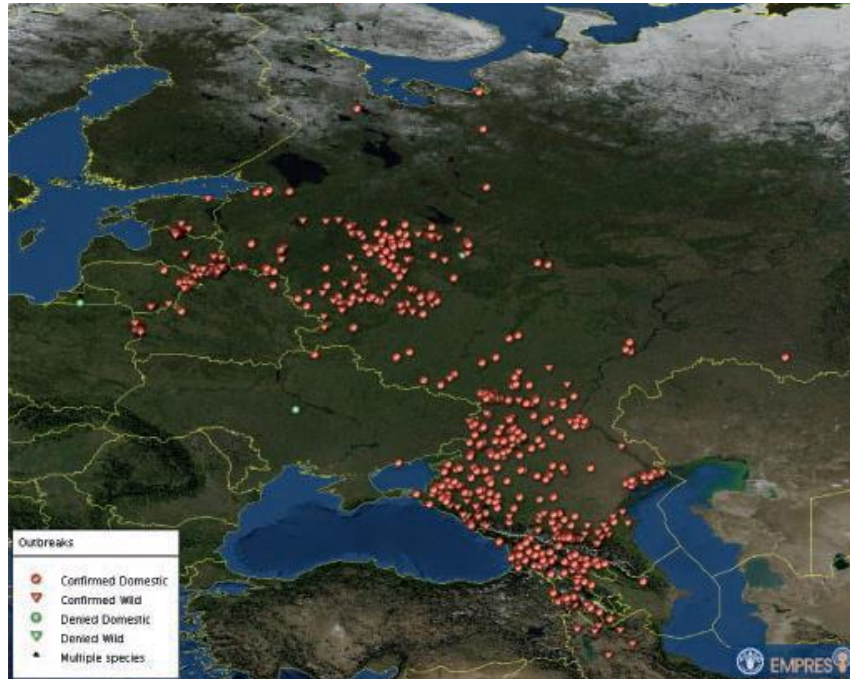 Outbreaks
Confirmed Domestic
Confirmed Wild
Denied Domestic
Denied Wild
Multiple species
EMPRES